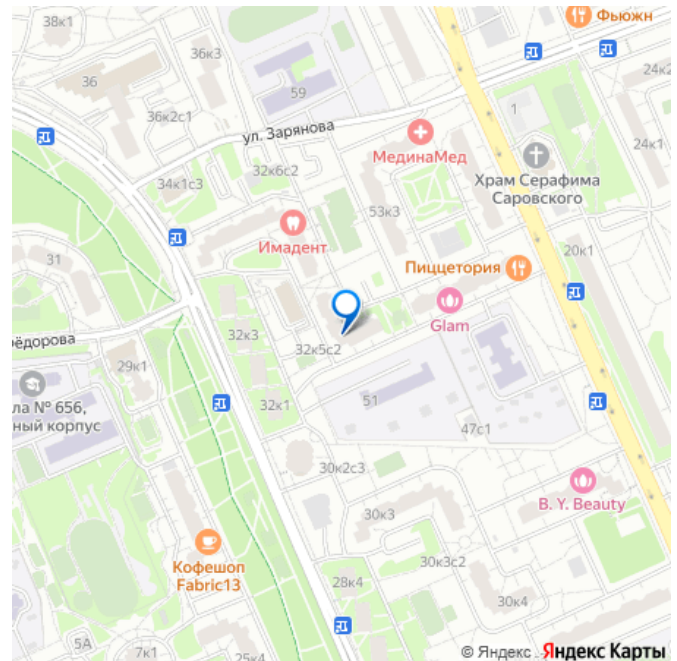 38к1
Фьюжн
36к3
36
59
24к2
36к2с1
1
ул. Зарянова
24к1
МединаМед
32к6с2
Храм Серафима
Саровского
34к1с3
53к3
Имадент
20к1
31
Пиццетория
Glam
32к3
ёдорова
32к5с2
29к1
ла № 656,
ный корпус
32к1
51
47с1
30к2с3
B. Y. Beauty
30к3
Кофешоп
Fabric13
30к3с2
28к4
30к4
5А
7к1
25к4
© Яндекс Яндекс Карты